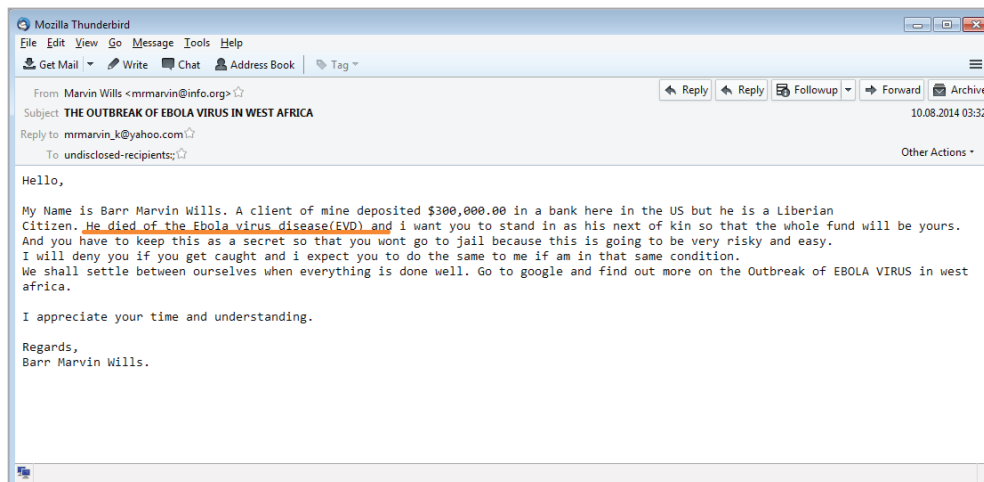 Mozilla Thunderbird
File Edit View Go Message Tools Help
Get Mail Write Chat Address Book Tag
From Marvin Wills <mrmarvin@info.org>
Reply Reply Followup Forward Archive
Subject THE OUTBREAK OF EBOLA VIRUS IN WEST AFRICA
10.08.2014 03:32
Reply to mrmarvin_k@yahoo.com
To undisclosed-recipients:;
Other Actions
Hello,
My Name is Barr Marvin Wills. A client of mine deposited $300,000.00 in a bank here in the US but he is a Liberian
Citizen. He died of the Ebola virus disease(EVD) and i want you to stand in as his next of kin so that the whole fund will be yours.
And you have to keep this as a secret so that you wont go to jail because this is going to be very risky and easy.
I will deny you if you get caught and i expect you to do the same to me if am in that same condition.
We shall settle between ourselves when everything is done well. Go to google and find out more on the Outbreak of EBOLA VIRUS in west
africa.
I appreciate your time and understanding.
Regards,
Barr Marvin Wills.